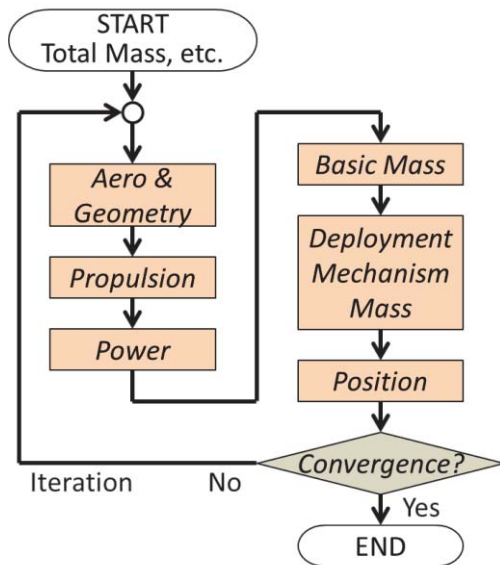 START
Total Mass, etc.
Aero &
Geometry
Propulsion
Power
Basic Mass
Deployment
Mechanism
Mass
Position
Convergence?
Iteration
No
Yes
END